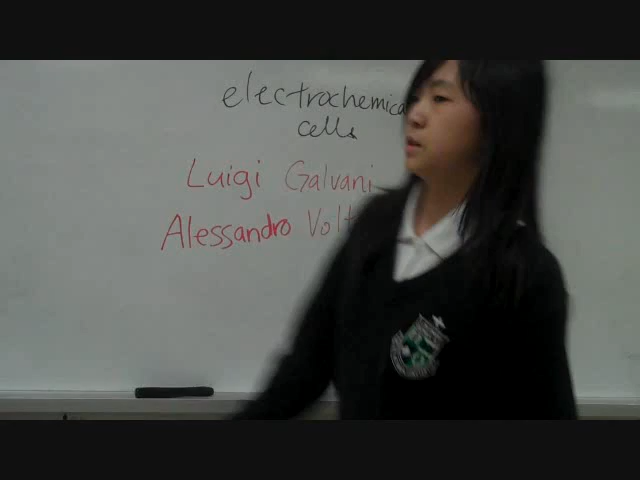 electrochemica
cells
Luigi Galvani
Alessandro Volt